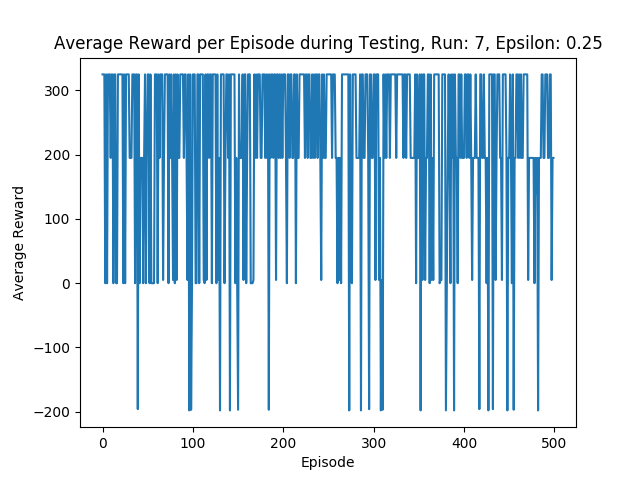 Average Reward per Episode during Testing, Run: 7, Epsilon: 0.25
300
200
100
0
−100
−200
Average Reward
0 100 200 300 400 500
Episode